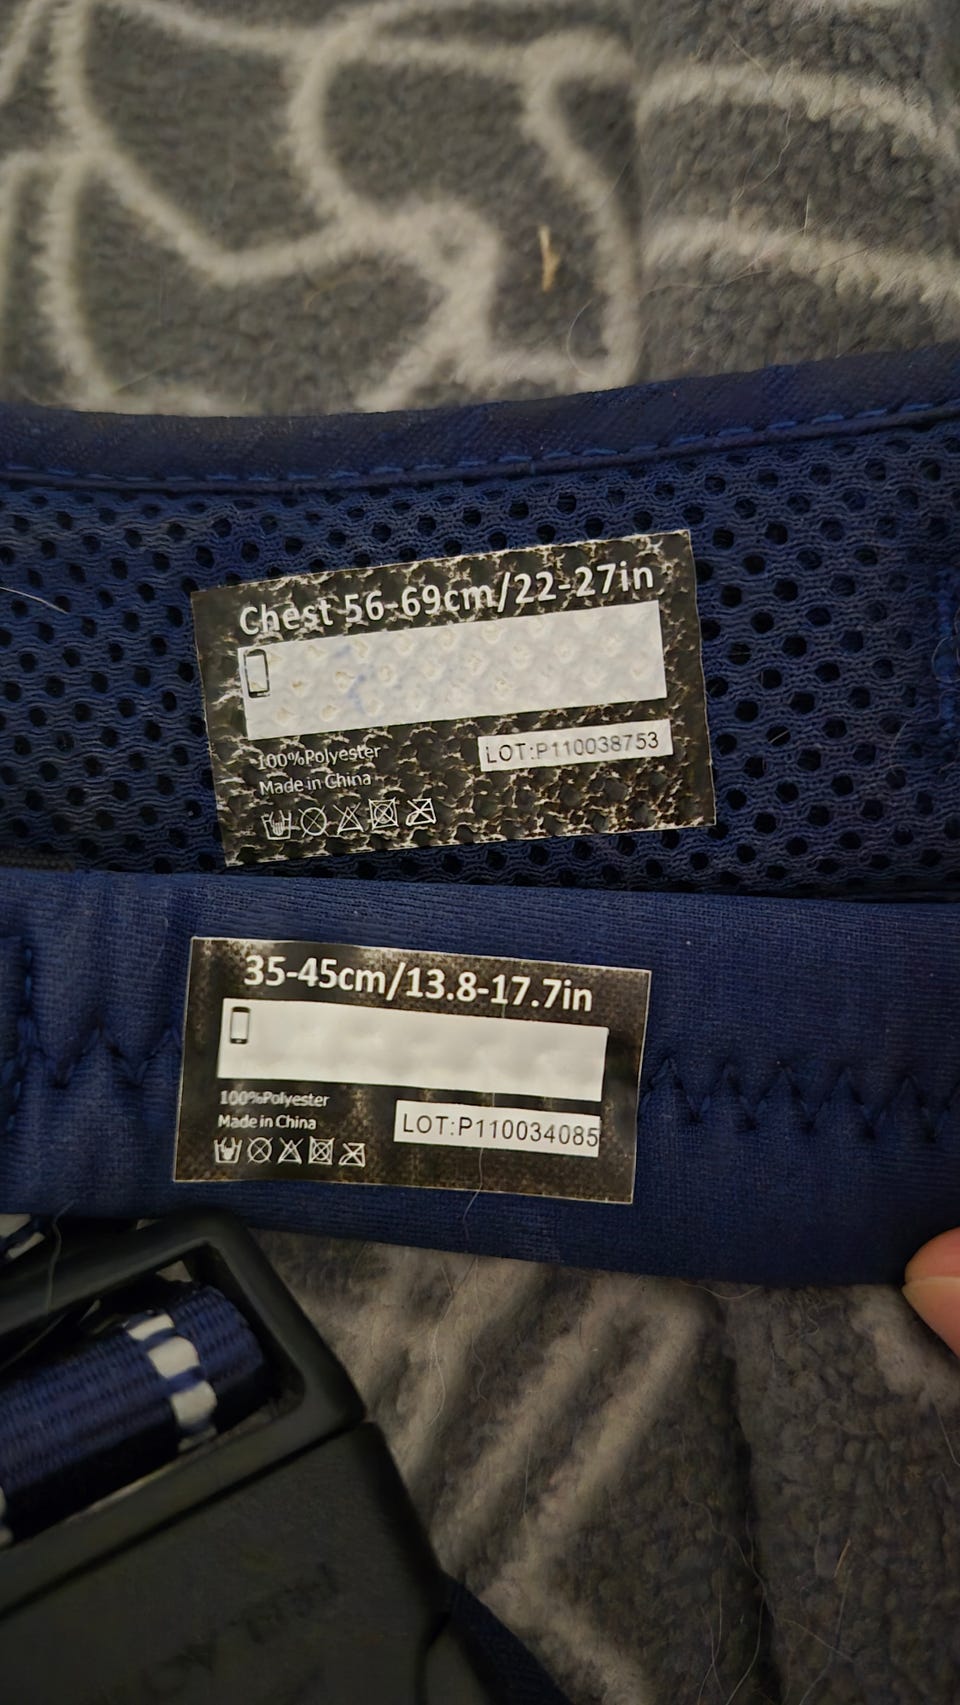 Chest 56-69cm/22-27in
100%Polyester
LOT:P110038753
Made in China
35-45cm/13.8-17.7in
100%Polyester
Made in China
LOT:P110034085